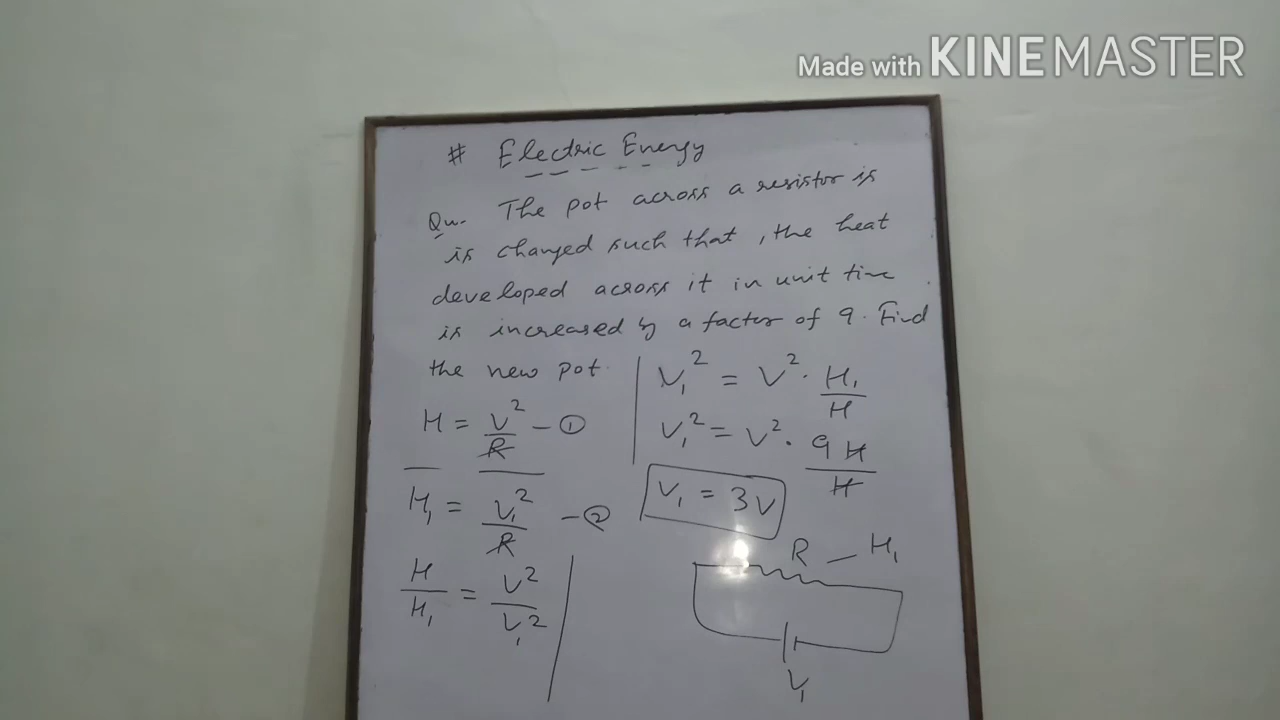 Made with KINEMASTER
# Electric Energy
Qu. The pot across a resistor is
is changed such that, the heat
developed across it in unit time
is increased by a factor of 9. Find
the new pot.
H = V²/R — ①
H₁ = V₁²/R — ②
H/H₁ = V²/V₁²
V₁² = V² · H₁/H
V₁² = V² · 9H/H
V₁ = 3V
R — H₁
V₁